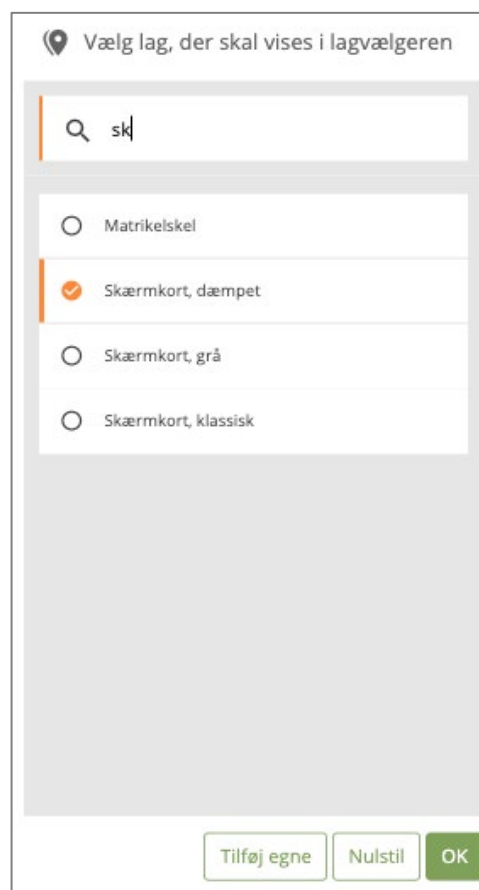 Vælg lag, der skal vises i lagvælgeren
sk
Matrikelskel
Skærmkort, dæmpet
Skærmkort, grå
Skærmkort, klassisk
Tilføj egne Nulstil OK